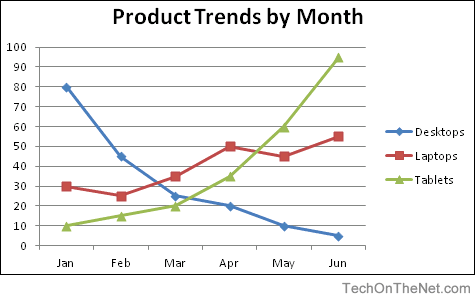 Product Trends by Month
100
90
80
70
60
50
40
30
20
10
0
Jan Feb Mar Apr May Jun
Desktops
Laptops
Tablets
TechOnTheNet.com